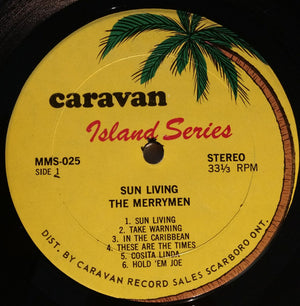 caravan
Island Series
MMS-025
SIDE 1
STEREO
33⅓ RPM
SUN LIVING
THE MERRYMEN
1. SUN LIVING
2. TAKE WARNING
3. IN THE CARIBBEAN
4. THESE ARE THE TIMES
5. COSITA LINDA
6. HOLD 'EM JOE
DIST. BY CARAVAN RECORD SALES SCARBORO ONT.